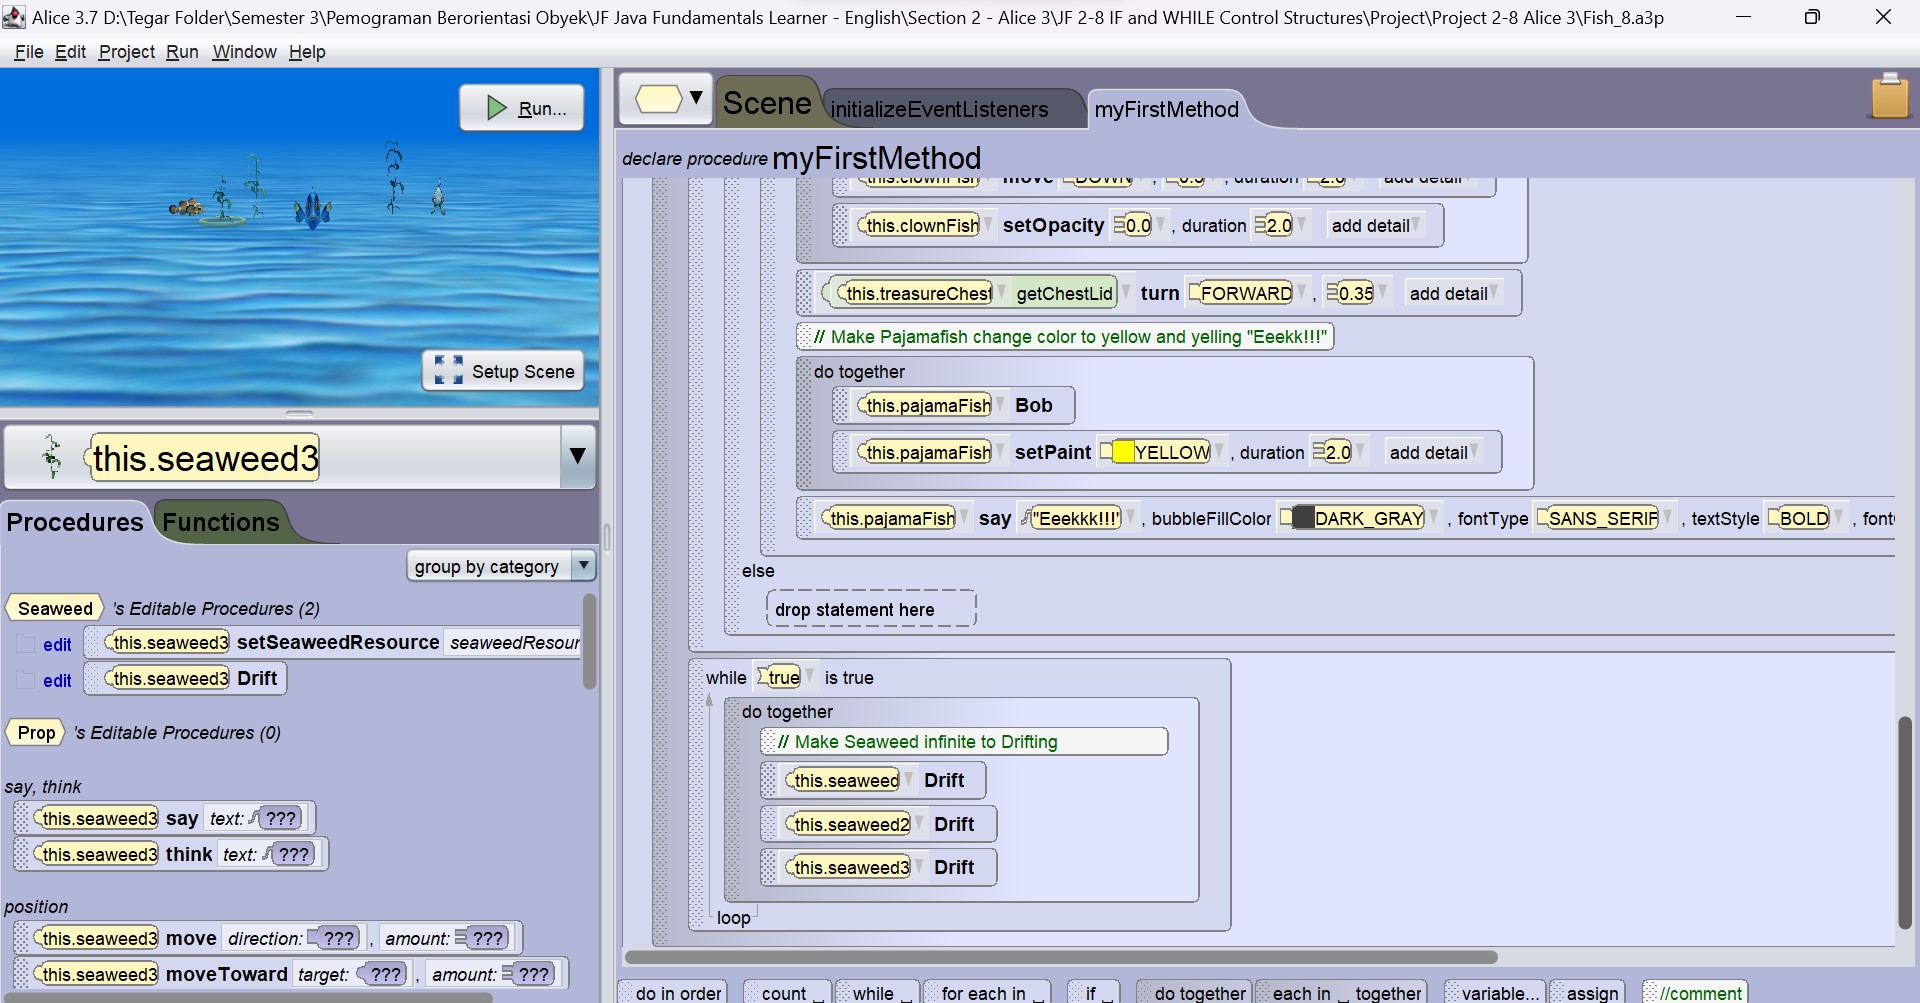 Alice 3.7 D:\Tegar Folder\Semester 3\Pemograman Berorientasi Obyek\JF Java Fundamentals Learner - English\Section 2 - Alice 3\JF 2-8 IF and WHILE Control Structures\Project\Project 2-8 Alice 3\Fish_8.a3p
File Edit Project Run Window Help
Run...
Setup Scene
this.seaweed3
Procedures Functions
group by category
Seaweed 's Editable Procedures (2)
edit this.seaweed3 setSeaweedResource seaweedResour
edit this.seaweed3 Drift
Prop 's Editable Procedures (0)
say, think
this.seaweed3 say text: ???
this.seaweed3 think text: ???
position
this.seaweed3 move direction: ??? , amount: ???
this.seaweed3 moveToward target: ??? , amount: ???
Scene initializeEventListeners myFirstMethod
declare procedure myFirstMethod
this.clownFish move DOWN , 0.5 , duration 2.0 add detail
this.clownFish setOpacity 0.0 , duration 2.0 add detail
this.treasureChest getChestLid turn FORWARD , 0.35 add detail
// Make Pajamafish change color to yellow and yelling "Eeekk!!!"
do together
this.pajamaFish Bob
this.pajamaFish setPaint YELLOW , duration 2.0 add detail
this.pajamaFish say "Eeekkk!!!" , bubbleFillColor DARK_GRAY , fontType SANS_SERIF , textStyle BOLD , font
else
drop statement here
while true is true
do together
// Make Seaweed infinite to Drifting
this.seaweed Drift
this.seaweed2 Drift
this.seaweed3 Drift
loop
do in order count _ while _ for each in _ if _ do together each in _ together variable... assign //comment